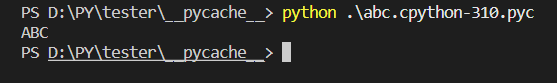 PS D:\PY\tester\__pycache__> python .\abc.cpython-310.pyc
ABC
PS D:\PY\tester\__pycache__>